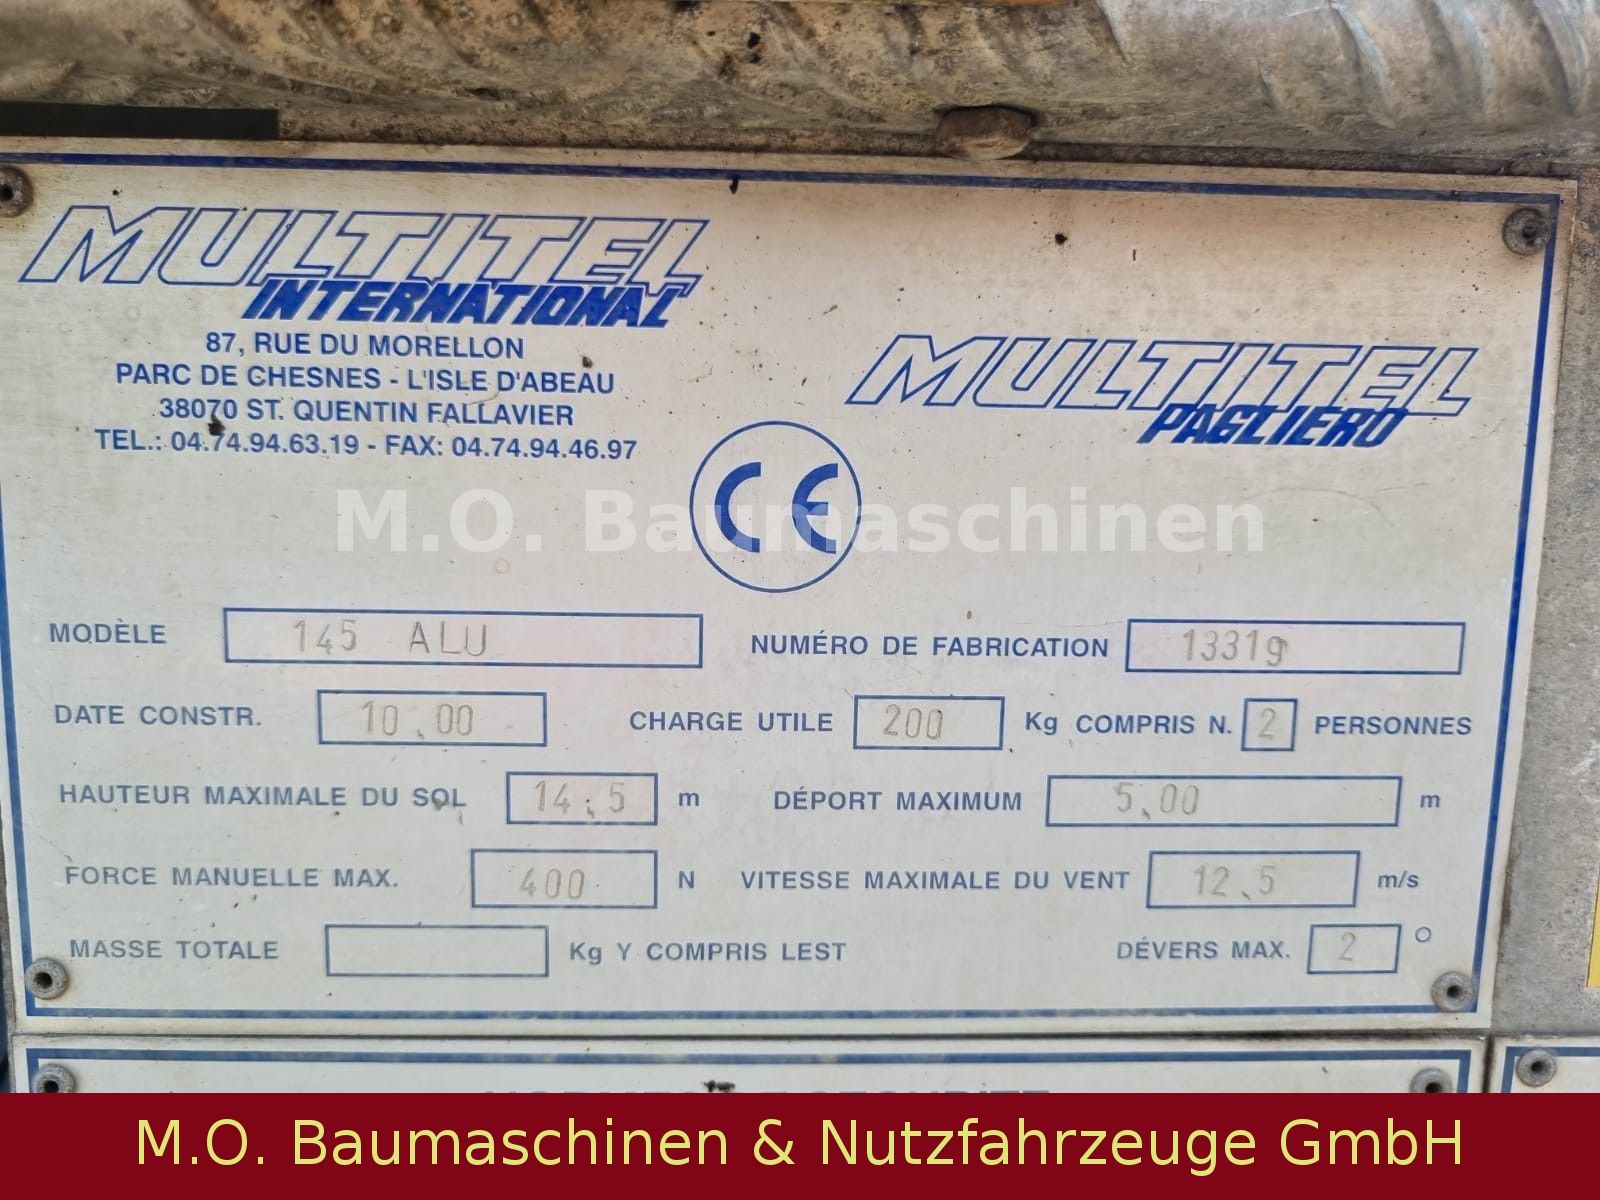 MULTITEL
INTERNATIONAL
87, RUE DU MORELLON
PARC DE CHESNES - L'ISLE D'ABEAU
38070 ST. QUENTIN FALLAVIER
TEL.: 04.74.94.63.19 - FAX: 04.74.94.46.97
MULTITEL
PAGLIERO
CE
M.O. Baumaschinen
MODÈLE 145 ALU NUMÉRO DE FABRICATION 13319
DATE CONSTR. 10.00 CHARGE UTILE 200 Kg COMPRIS N. 2 PERSONNES
HAUTEUR MAXIMALE DU SOL 14.5 m DÉPORT MAXIMUM 5.00 m
FORCE MANUELLE MAX. 400 N VITESSE MAXIMALE DU VENT 12.5 m/s
MASSE TOTALE Kg Y COMPRIS LEST DÉVERS MAX. 2 °
M.O. Baumaschinen & Nutzfahrzeuge GmbH